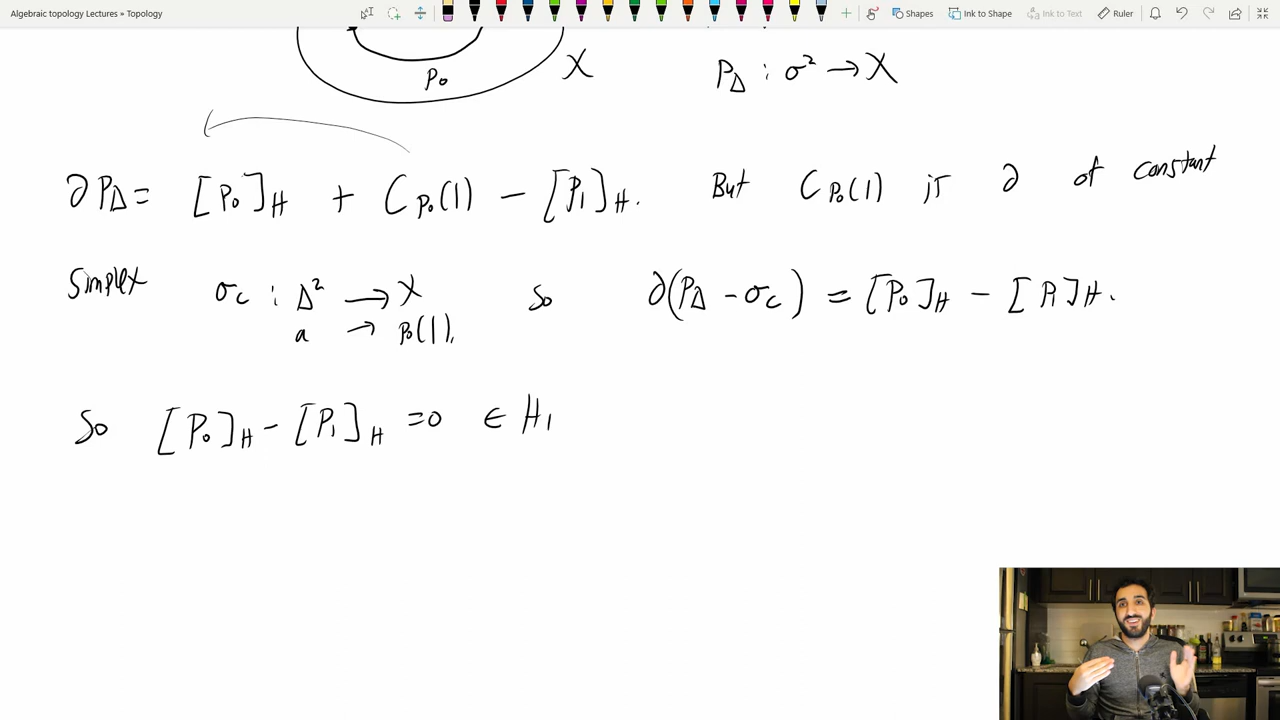 Algebraic topology Lectures » Topology
Shapes Ink to Shape Ink to Text Ruler
P₀ X P_Δ : σ² → X
∂P_Δ = [P₀]_H + C_{P₀(1)} - [P₁]_H. But C_{P₀(1)} is ∂ of constant
Simplex σ_c : Δ² → X so ∂(P_Δ - σ_c) = [P₀]_H - [P₁]_H.
a → P₀(1).
So [P₀]_H - [P₁]_H = 0 ∈ H₁